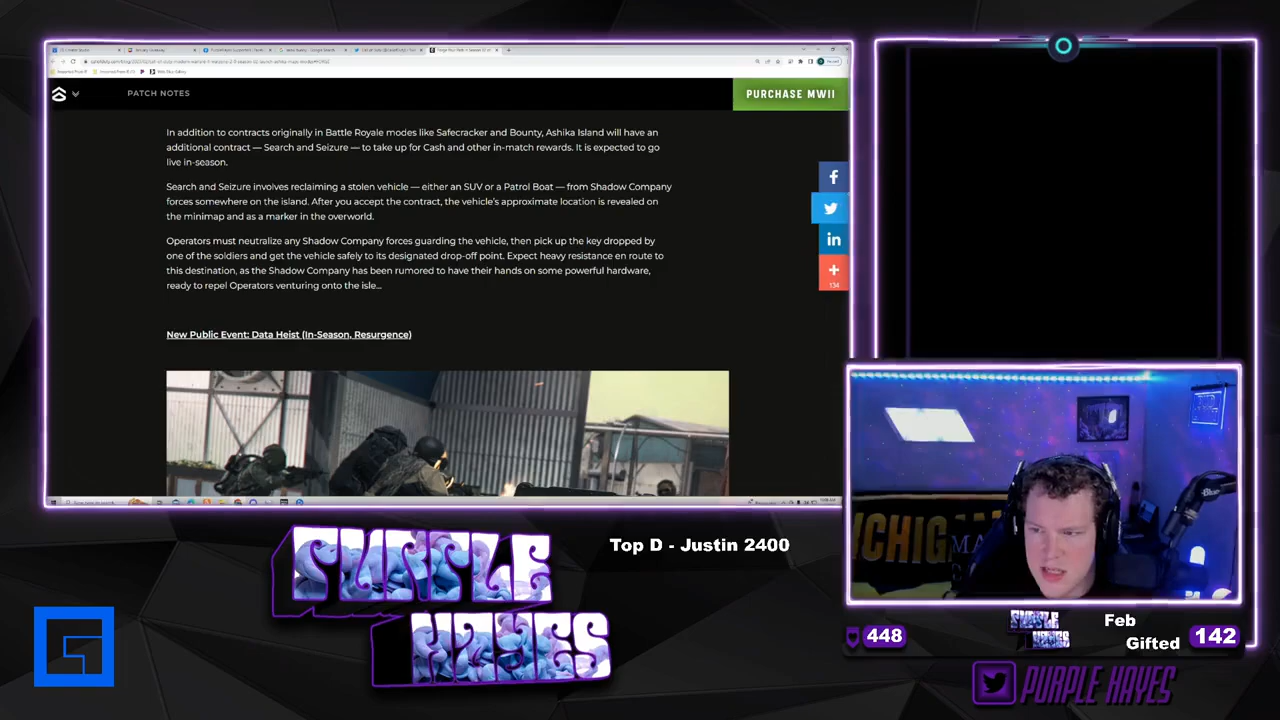 PATCH NOTES
PURCHASE MWII
In addition to contracts originally in Battle Royale modes like Safecracker and Bounty, Ashika Island will have an
additional contract — Search and Seizure — to take up for Cash and other in-match rewards. It is expected to go
live in-season.
Search and Seizure involves reclaiming a stolen vehicle — either an SUV or a Patrol Boat — from Shadow Company
forces somewhere on the island. After you accept the contract, the vehicle's approximate location is revealed on
the minimap and as a marker in the overworld.
Operators must neutralize any Shadow Company forces guarding the vehicle, then pick up the key dropped by
one of the soldiers and get the vehicle safely to its designated drop-off point. Expect heavy resistance en route to
this destination, as the Shadow Company has been rumored to have their hands on some powerful hardware,
ready to repel Operators venturing onto the isle...
134
New Public Event: Data Heist (In-Season, Resurgence)
Blue
ICHIGAN
Top D - Justin 2400
PURPLE
HAYES
448
PURPLE
HAYES
Feb
Gifted
142
PURPLE HAYES